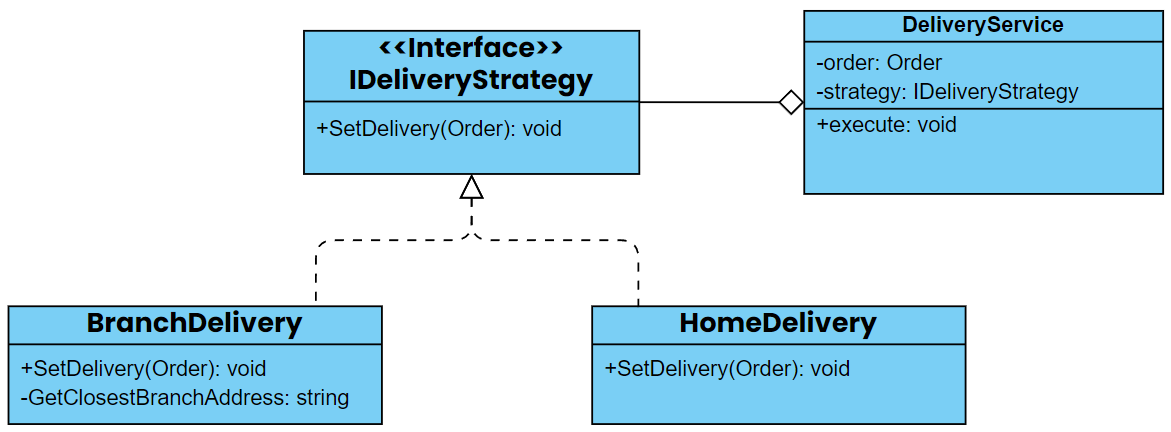 <<Interface>>
IDeliveryStrategy
+SetDelivery(Order): void
DeliveryService
-order: Order
-strategy: IDeliveryStrategy
+execute: void
BranchDelivery
+SetDelivery(Order): void
-GetClosestBranchAddress: string
HomeDelivery
+SetDelivery(Order): void